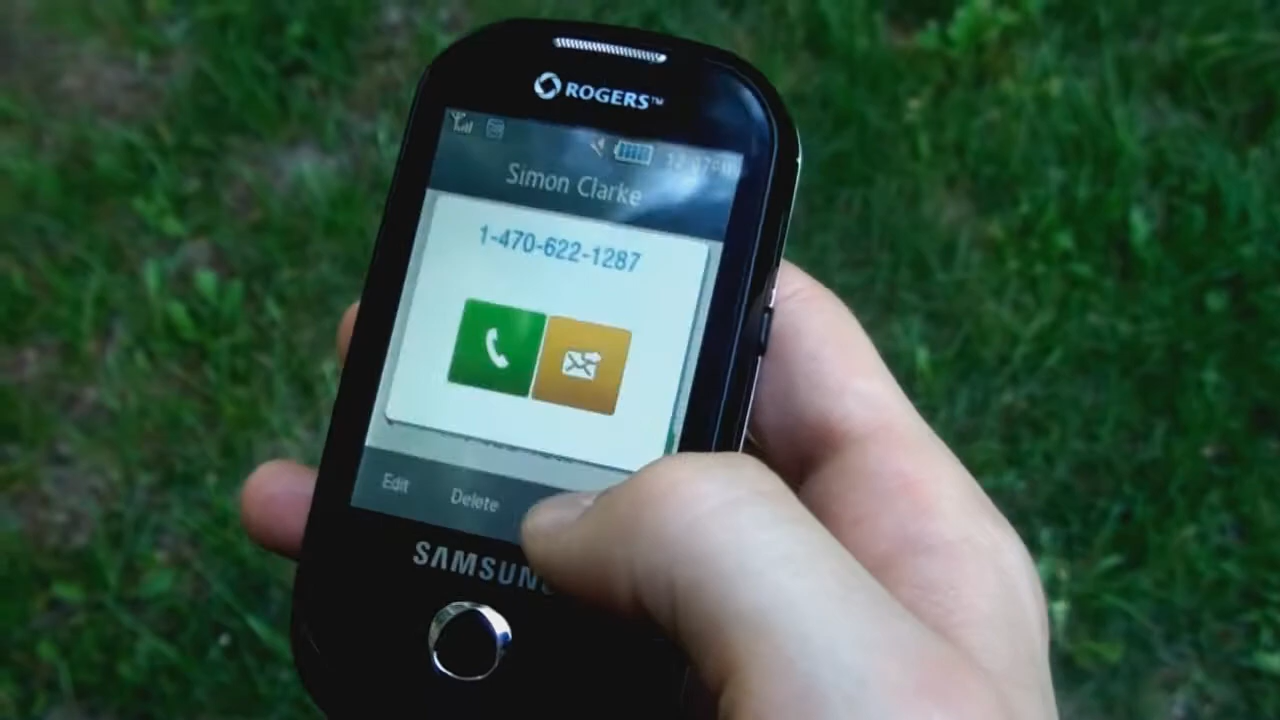 ROGERS™
Simon Clarke
1-470-622-1287
Edit
Delete
SAMSUNG